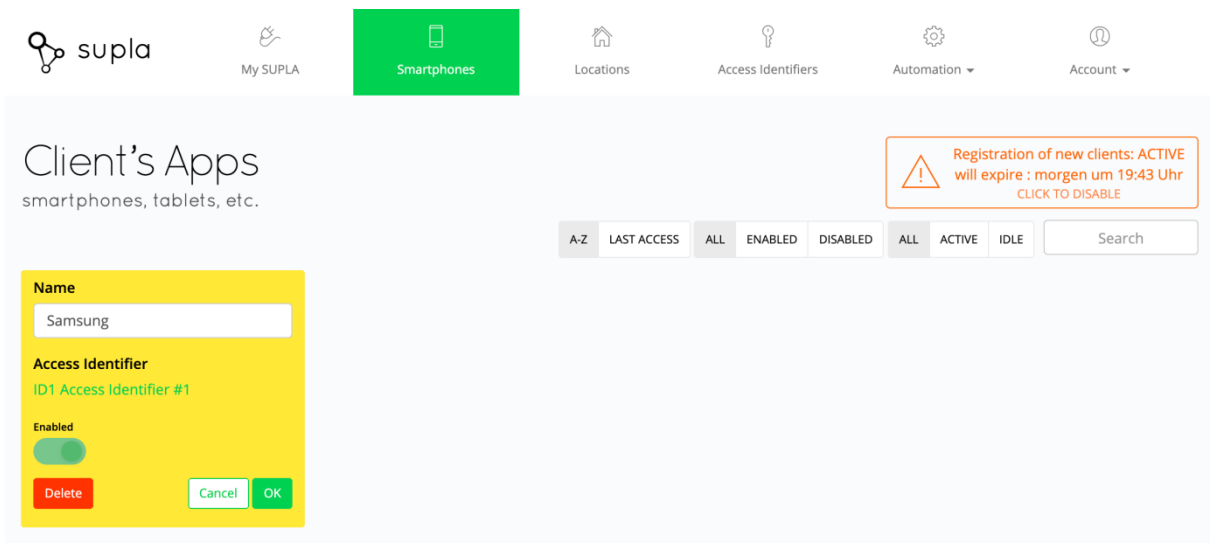 supla
My SUPLA
Smartphones
Locations
Access Identifiers
Automation
Account
Client's Apps
smartphones, tablets, etc.
Registration of new clients: ACTIVE
will expire : morgen um 19:43 Uhr
CLICK TO DISABLE
A-Z LAST ACCESS ALL ENABLED DISABLED ALL ACTIVE IDLE Search
Name
Samsung
Access Identifier
ID1 Access Identifier #1
Enabled
Delete Cancel OK